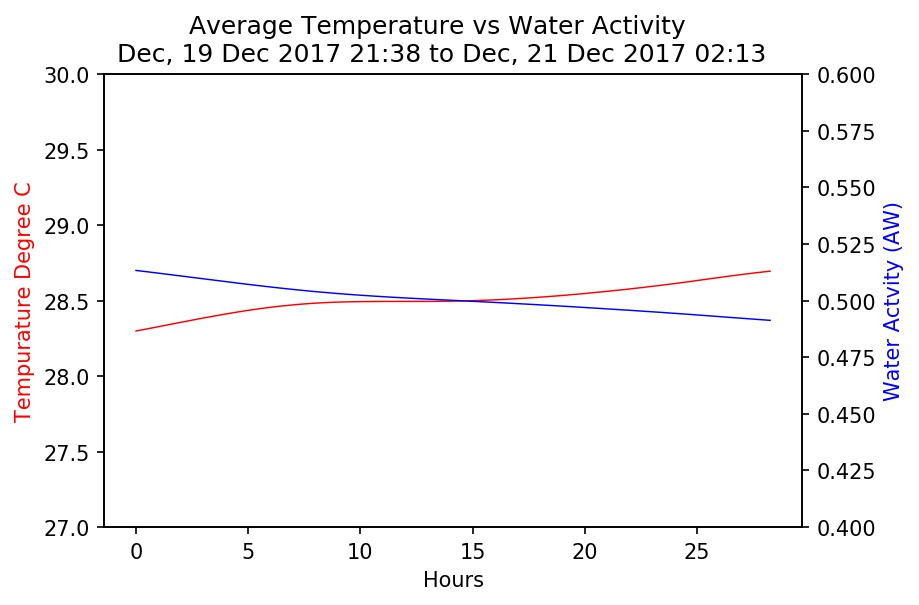 Average Temperature vs Water Activity
Dec, 19 Dec 2017 21:38 to Dec, 21 Dec 2017 02:13
30.0
29.5
29.0
28.5
28.0
27.5
27.0
Tempurature Degree C
0.600
0.575
0.550
0.525
0.500
0.475
0.450
0.425
0.400
Water Actvity (AW)
0 5 10 15 20 25
Hours